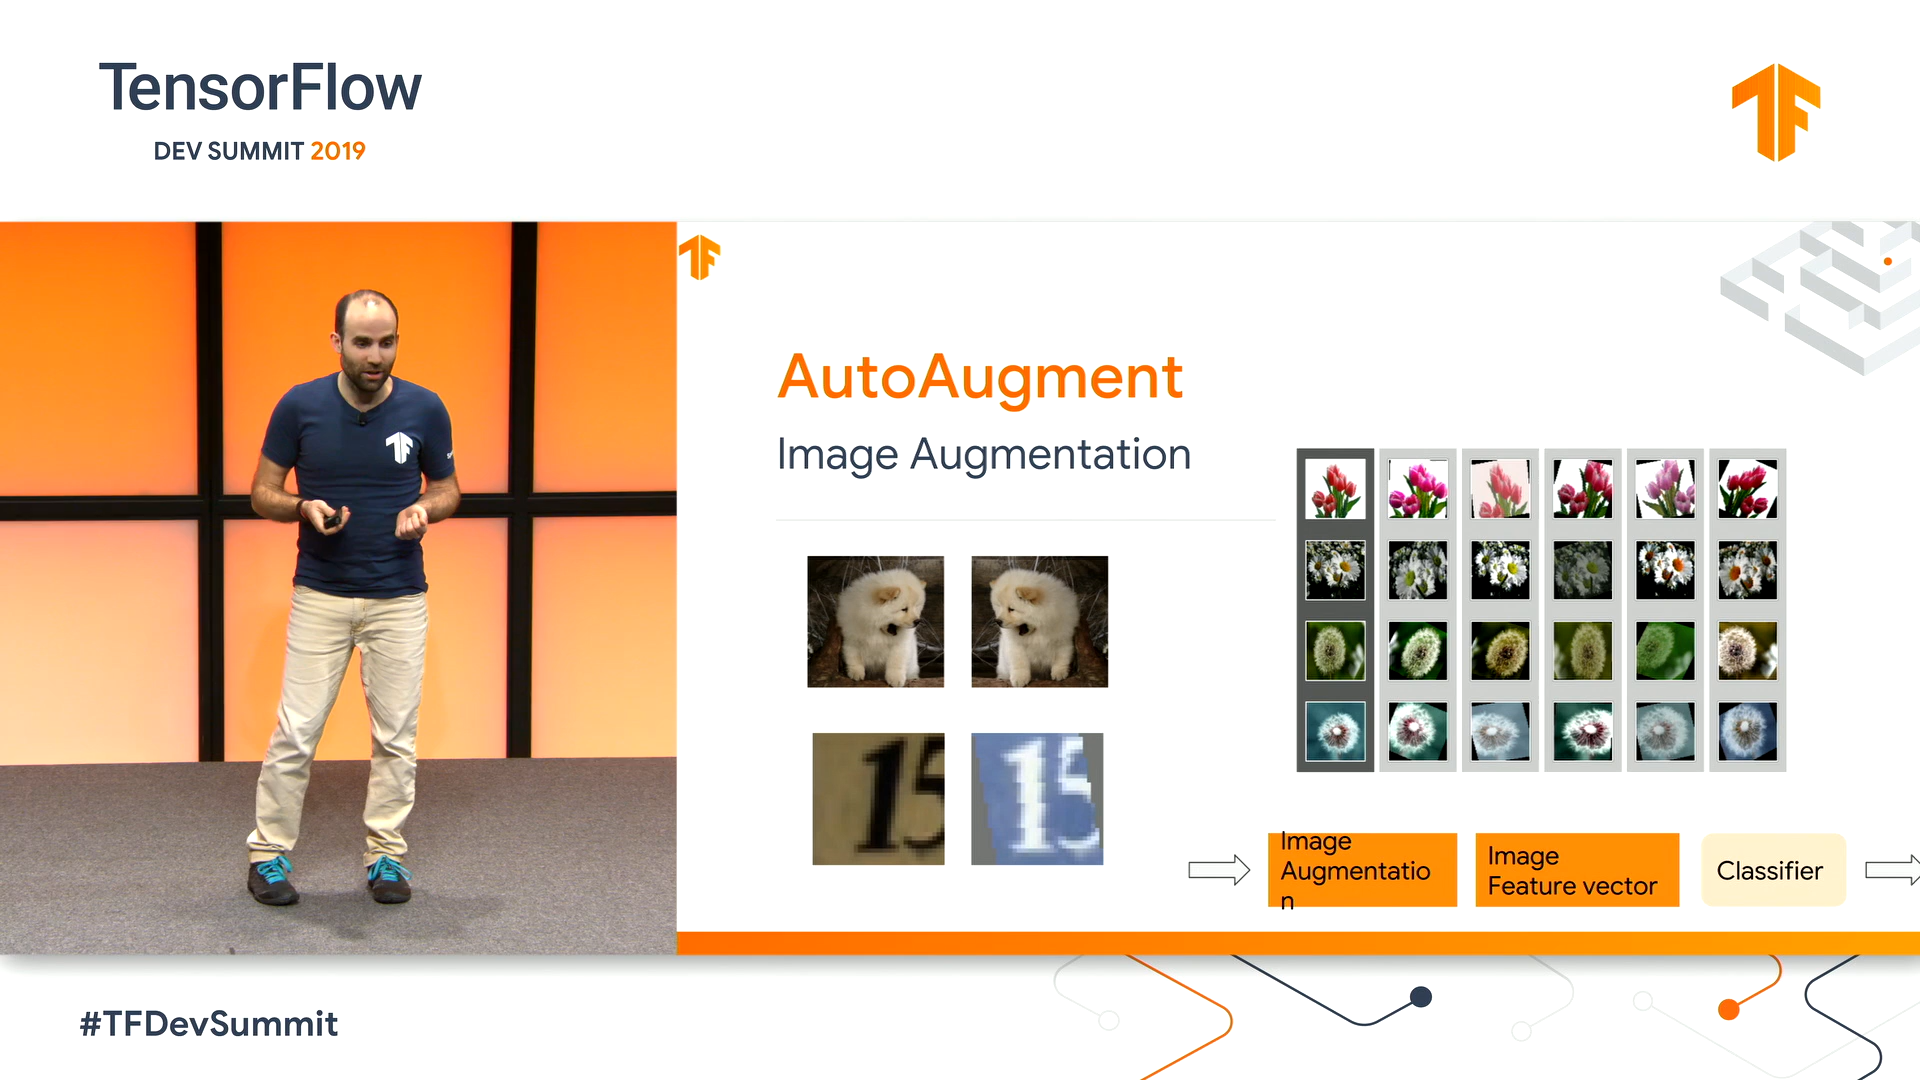 TensorFlow
DEV SUMMIT 2019
AutoAugment
Image Augmentation
15
15
Image
Augmentatio
n
Image
Feature vector
Classifier
#TFDevSummit